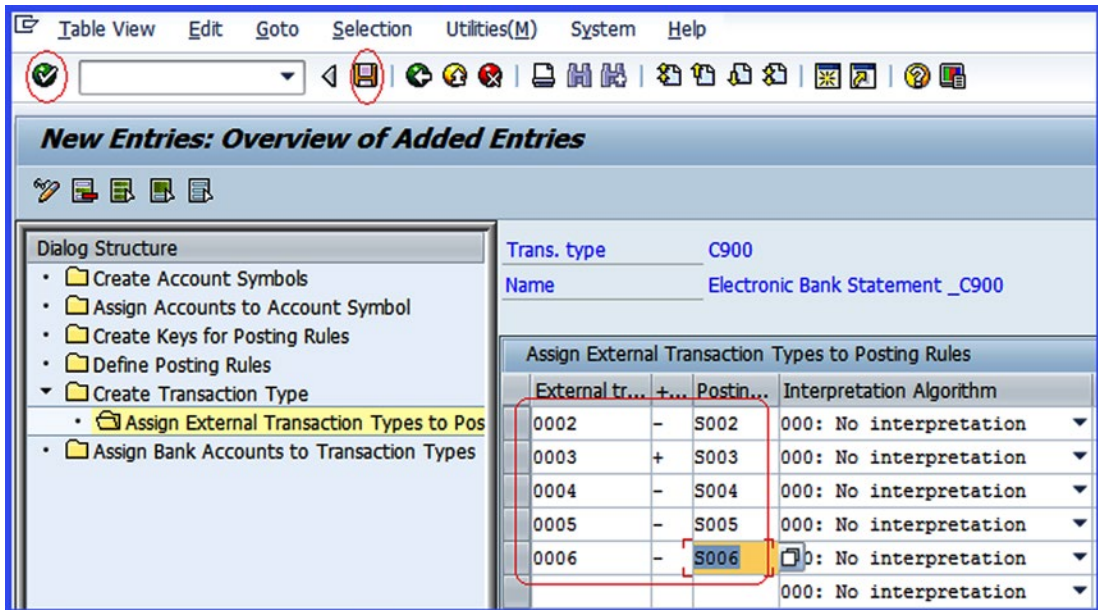 Table View Edit Goto Selection Utilities(M) System Help
New Entries: Overview of Added Entries
Dialog Structure
Create Account Symbols
Assign Accounts to Account Symbol
Create Keys for Posting Rules
Define Posting Rules
Create Transaction Type
Assign External Transaction Types to Pos
Assign Bank Accounts to Transaction Types
Trans. type C900
Name Electronic Bank Statement _C900
Assign External Transaction Types to Posting Rules
External tr... +... Postin... Interpretation Algorithm
0002 - S002 000: No interpretation
0003 + S003 000: No interpretation
0004 - S004 000: No interpretation
0005 - S005 000: No interpretation
0006 - S006 0: No interpretation
000: No interpretation